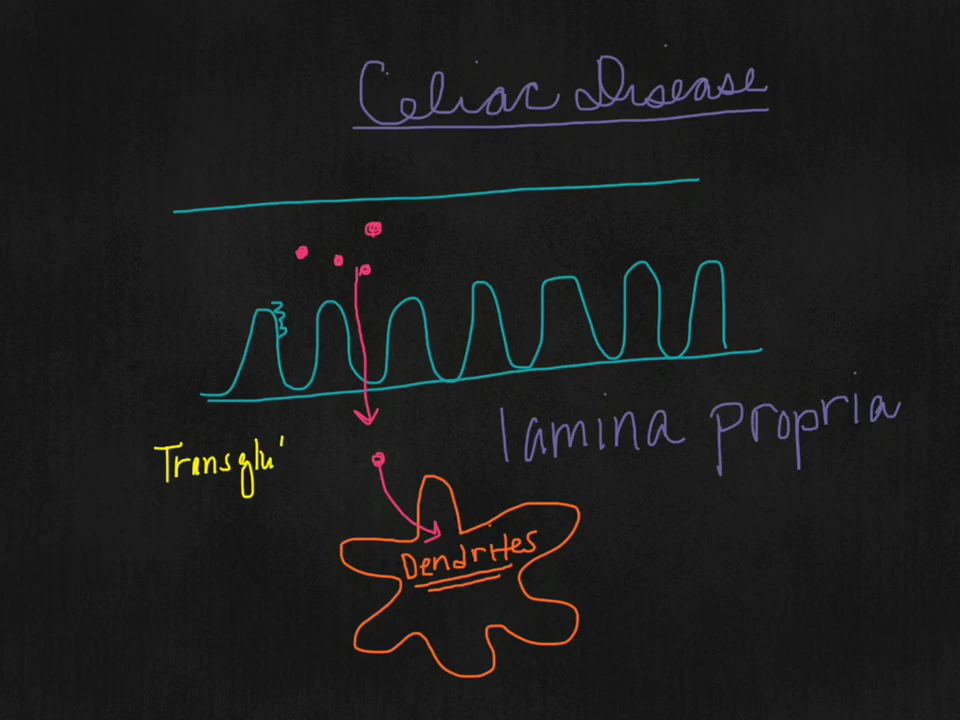 Celiac Disease
lamina propria
Transglu'
Dendrites